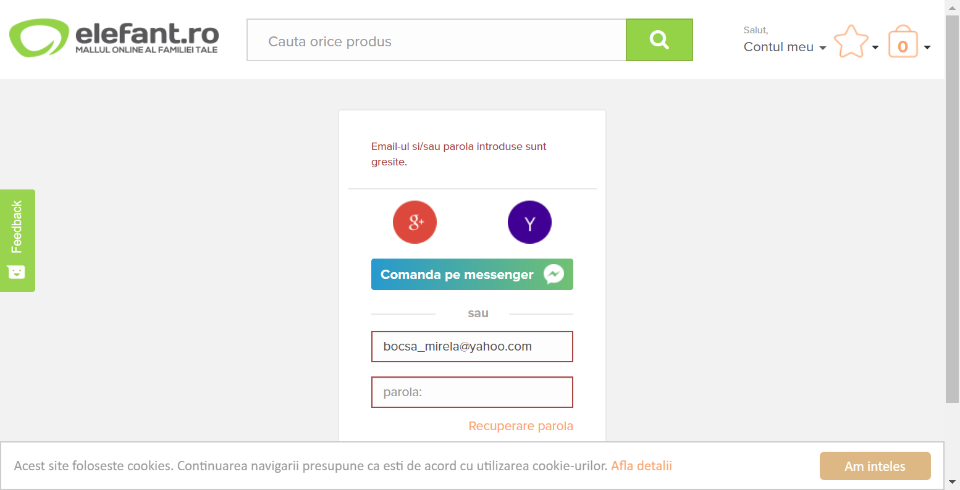 elefant.ro
MALLUL ONLINE AL FAMILIEI TALE
Cauta orice produs
Salut,
Contul meu
0
Email-ul si/sau parola introduse sunt
gresite.
Feedback
g+
Y
Comanda pe messenger
sau
bocsa_mirela@yahoo.com
parola:
Recuperare parola
Acest site foloseste cookies. Continuarea navigarii presupune ca esti de acord cu utilizarea cookie-urilor. Afla detalii
Am inteles